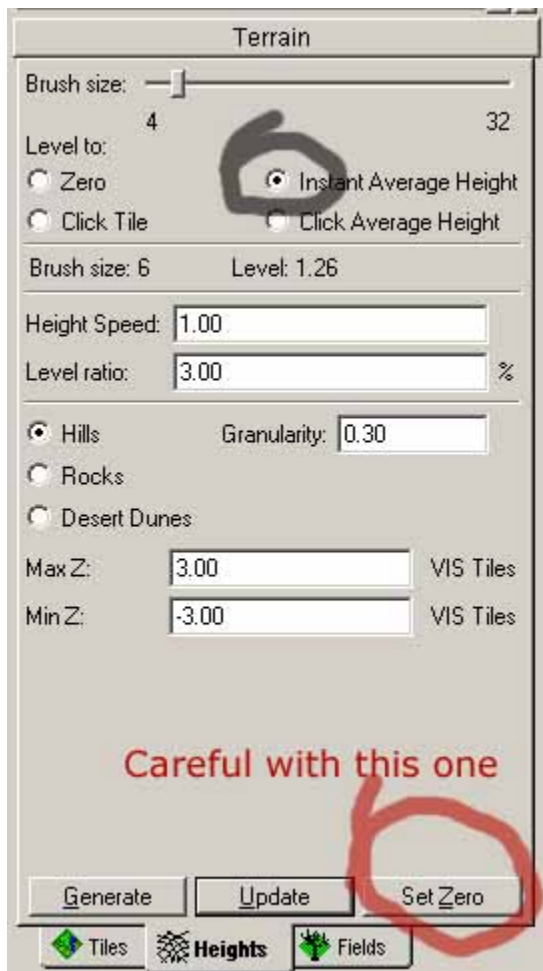 Terrain
Brush size:
4 32
Level to:
Zero Instant Average Height
Click Tile Click Average Height
Brush size: 6 Level: 1.26
Height Speed: 1.00
Level ratio: 3.00 %
Hills Granularity: 0.30
Rocks
Desert Dunes
Max Z: 3.00 VIS Tiles
Min Z: -3.00 VIS Tiles
Careful with this one
Generate Update Set Zero
Tiles Heights Fields